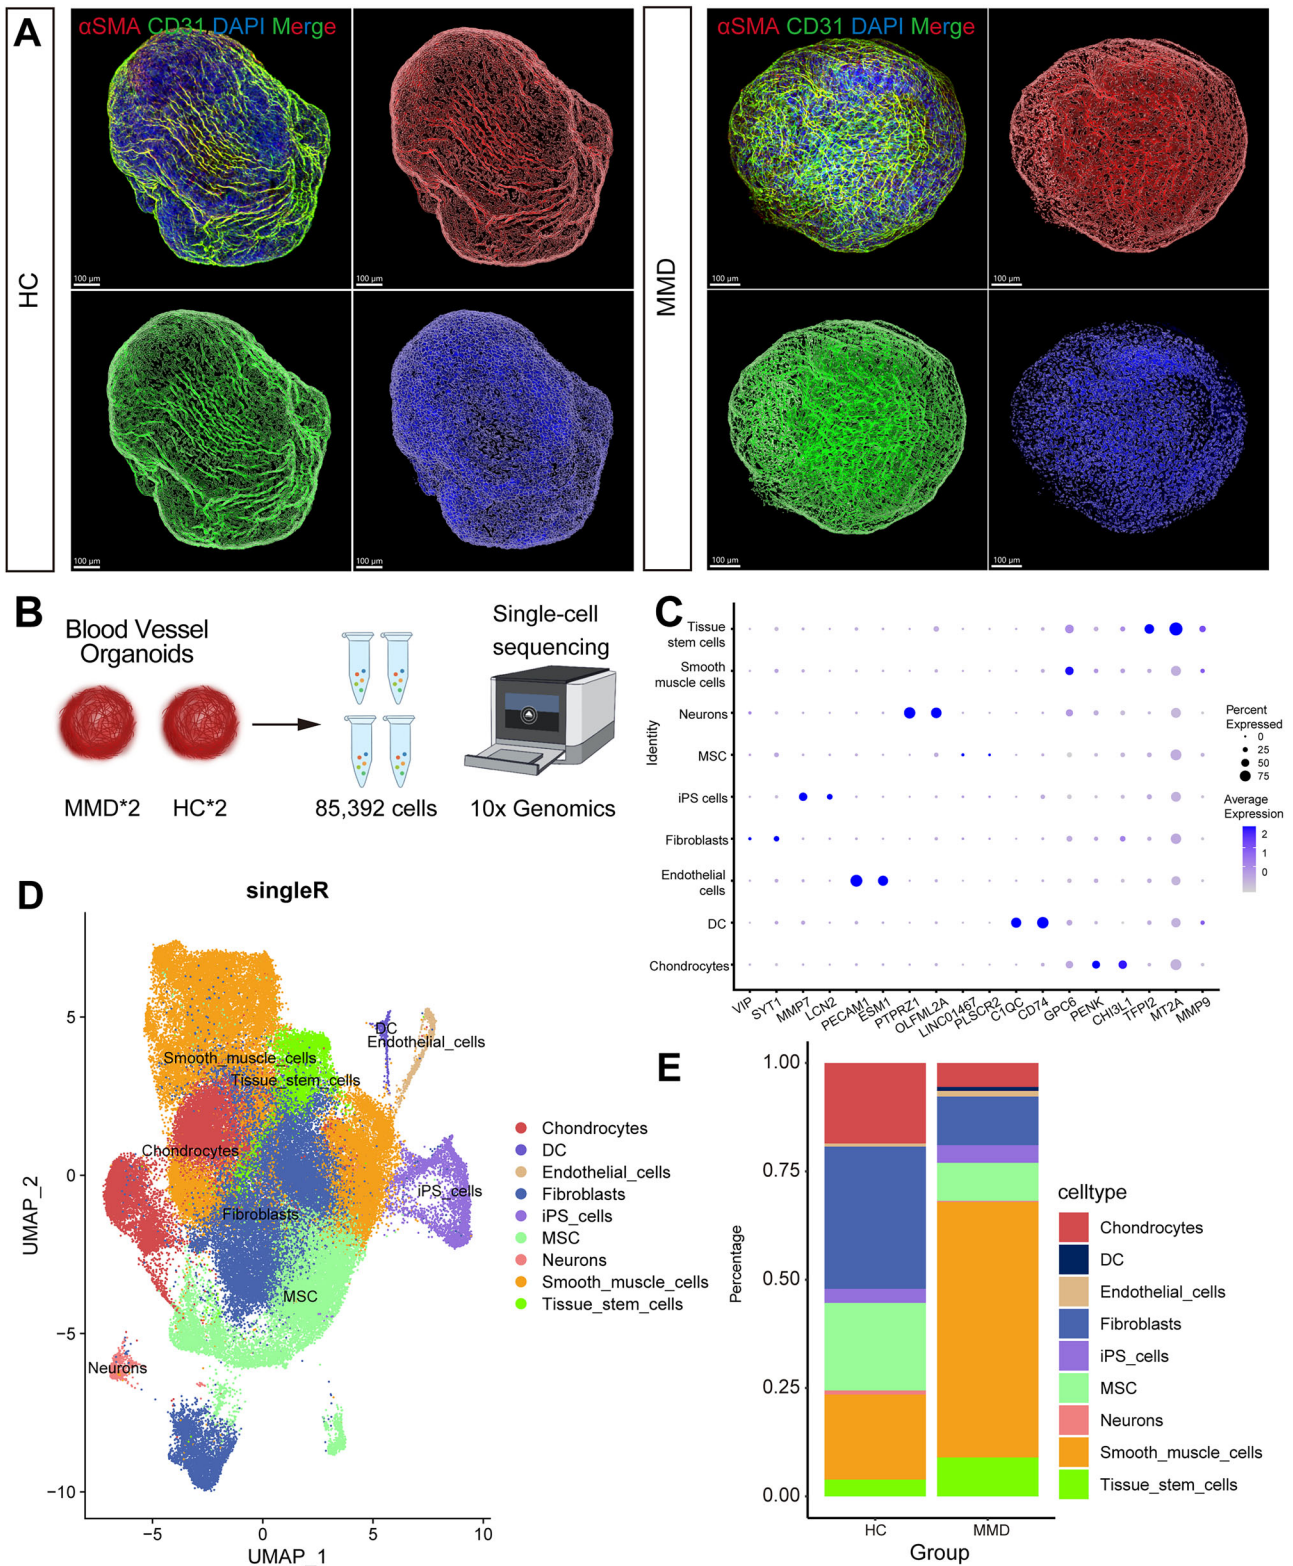 A
HC
αSMA CD31 DAPI Merge
100 μm
100 μm
100 μm
100 μm
MMD
αSMA CD31 DAPI Merge
100 μm
100 μm
100 μm
100 μm
B
Blood Vessel
Organoids
MMD*2
HC*2
85,392 cells
Single-cell
sequencing
10x Genomics
C
Identity
Tissue
stem cells
Smooth
muscle cells
Neurons
MSC
iPS cells
Fibroblasts
Endothelial
cells
DC
Chondrocytes
VIP
SYT1
MMP7
LCN2
PECAM1
ESM1
PTPRZ1
OLFML2A
LINC01467
PLSCR2
C1QC
CD74
GPC6
PENK
CHI3L1
TFPI2
MT2A
MMP9
Percent
Expressed
0
25
50
75
Average
Expression
2
1
0
D
singleR
UMAP_2
5
0
−5
−10
−5
0
5
10
UMAP_1
DC
Endothelial_cells
Smooth_muscle_cells
Tissue_stem_cells
Chondrocytes
iPS_cells
Fibroblasts
MSC
Neurons
Chondrocytes
DC
Endothelial_cells
Fibroblasts
iPS_cells
MSC
Neurons
Smooth_muscle_cells
Tissue_stem_cells
E
Percentage
1.00
0.75
0.50
0.25
0.00
HC
MMD
Group
celltype
Chondrocytes
DC
Endothelial_cells
Fibroblasts
iPS_cells
MSC
Neurons
Smooth_muscle_cells
Tissue_stem_cells